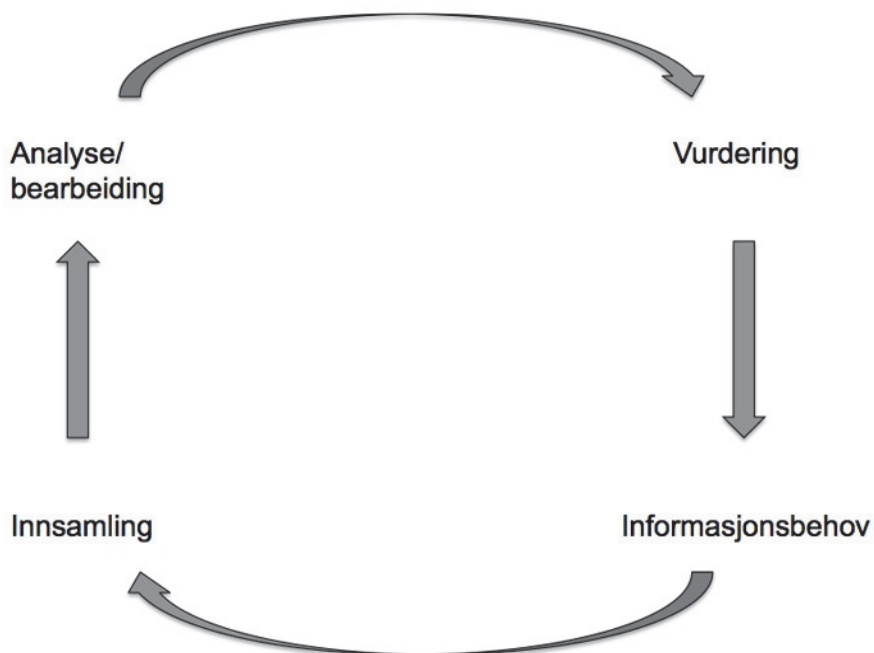 Analyse/
bearbeiding
Vurdering
Innsamling
Informasjonsbehov